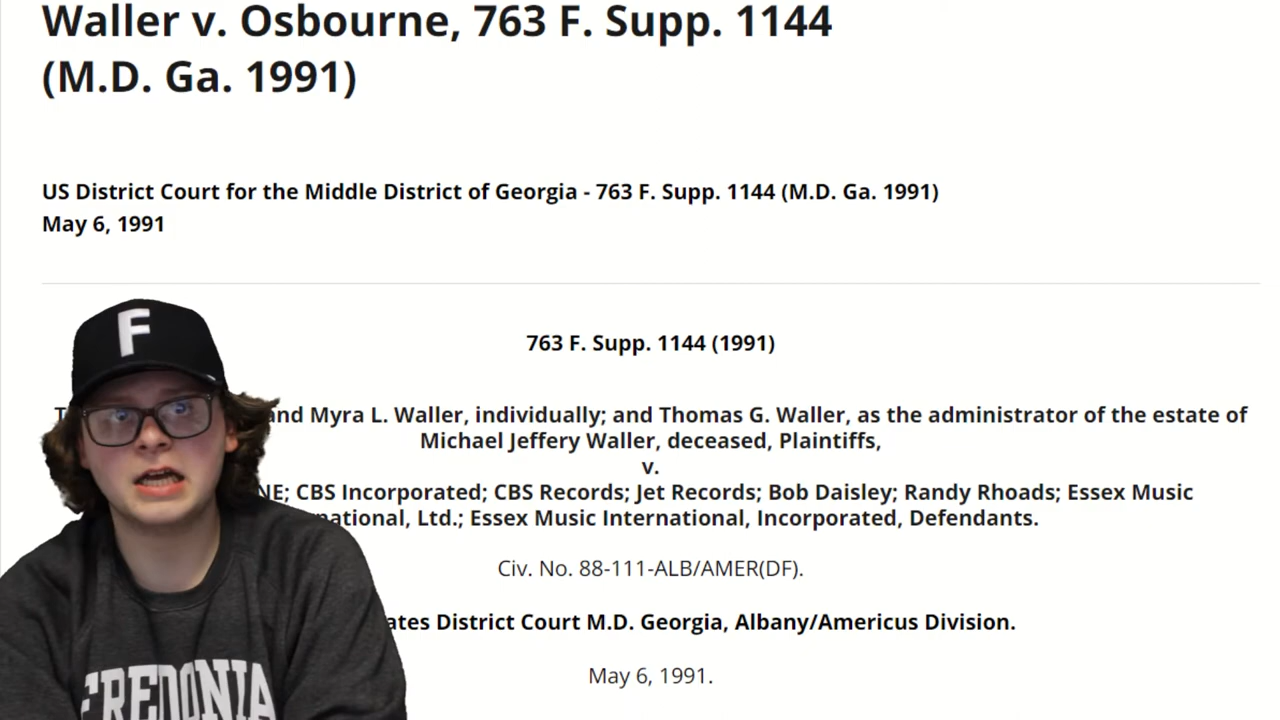 Waller v. Osbourne, 763 F. Supp. 1144
(M.D. Ga. 1991)
US District Court for the Middle District of Georgia - 763 F. Supp. 1144 (M.D. Ga. 1991)
May 6, 1991
763 F. Supp. 1144 (1991)
and Myra L. Waller, individually; and Thomas G. Waller, as the administrator of the estate of
Michael Jeffery Waller, deceased, Plaintiffs,
v.
NE; CBS Incorporated; CBS Records; Jet Records; Bob Daisley; Randy Rhoads; Essex Music
national, Ltd.; Essex Music International, Incorporated, Defendants.
Civ. No. 88-111-ALB/AMER(DF).
ates District Court M.D. Georgia, Albany/Americus Division.
May 6, 1991.
F
FREDONIA